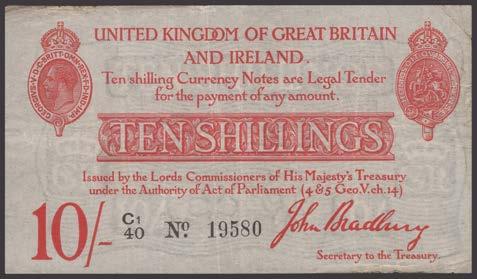 UNITED KINGDOM OF GREAT BRITAIN
AND IRELAND.
Ten shilling Currency Notes are Legal Tender
for the payment of any amount.
TEN SHILLINGS
Issued by the Lords Commissioners of His Majesty's Treasury
under the Authority of Act of Parliament (4 & 5 Geo.V. ch.14)
10/- C1/40 No. 19580 John Bradbury
Secretary to the Treasury.